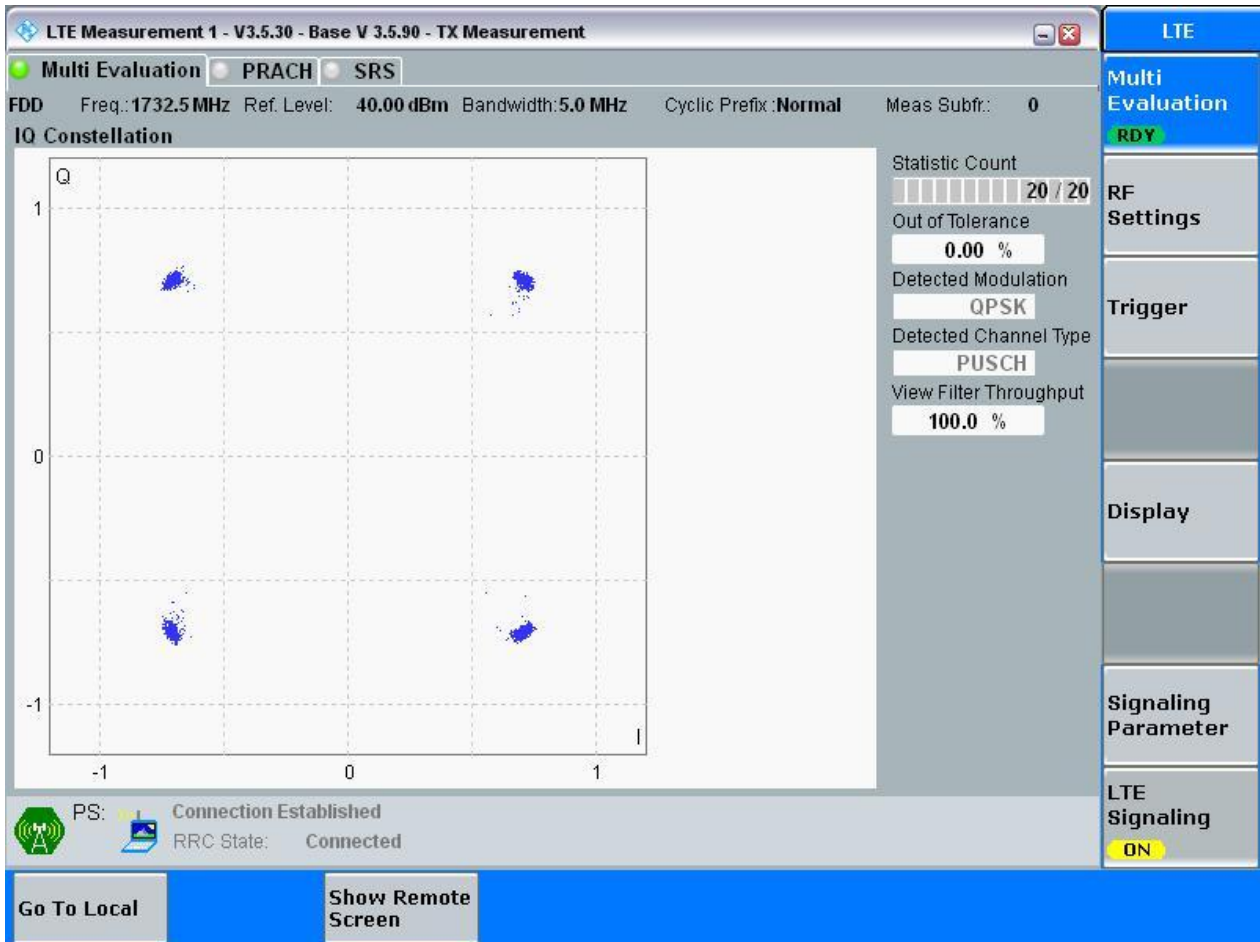 LTE Measurement 1 - V3.5.30 - Base V 3.5.90 - TX Measurement
LTE
Multi Evaluation PRACH SRS
FDD Freq.: 1732.5 MHz Ref. Level: 40.00 dBm Bandwidth: 5.0 MHz Cyclic Prefix : Normal Meas Subfr.: 0
IQ Constellation
Q
1
0
-1
I
-1 0 1
Statistic Count
20 / 20
Out of Tolerance
0.00 %
Detected Modulation
QPSK
Detected Channel Type
PUSCH
View Filter Throughput
100.0 %
Multi
Evaluation
RDY
RF
Settings
Trigger
Display
Signaling
Parameter
LTE
Signaling
ON
PS: Connection Established
RRC State: Connected
Go To Local
Show Remote
Screen